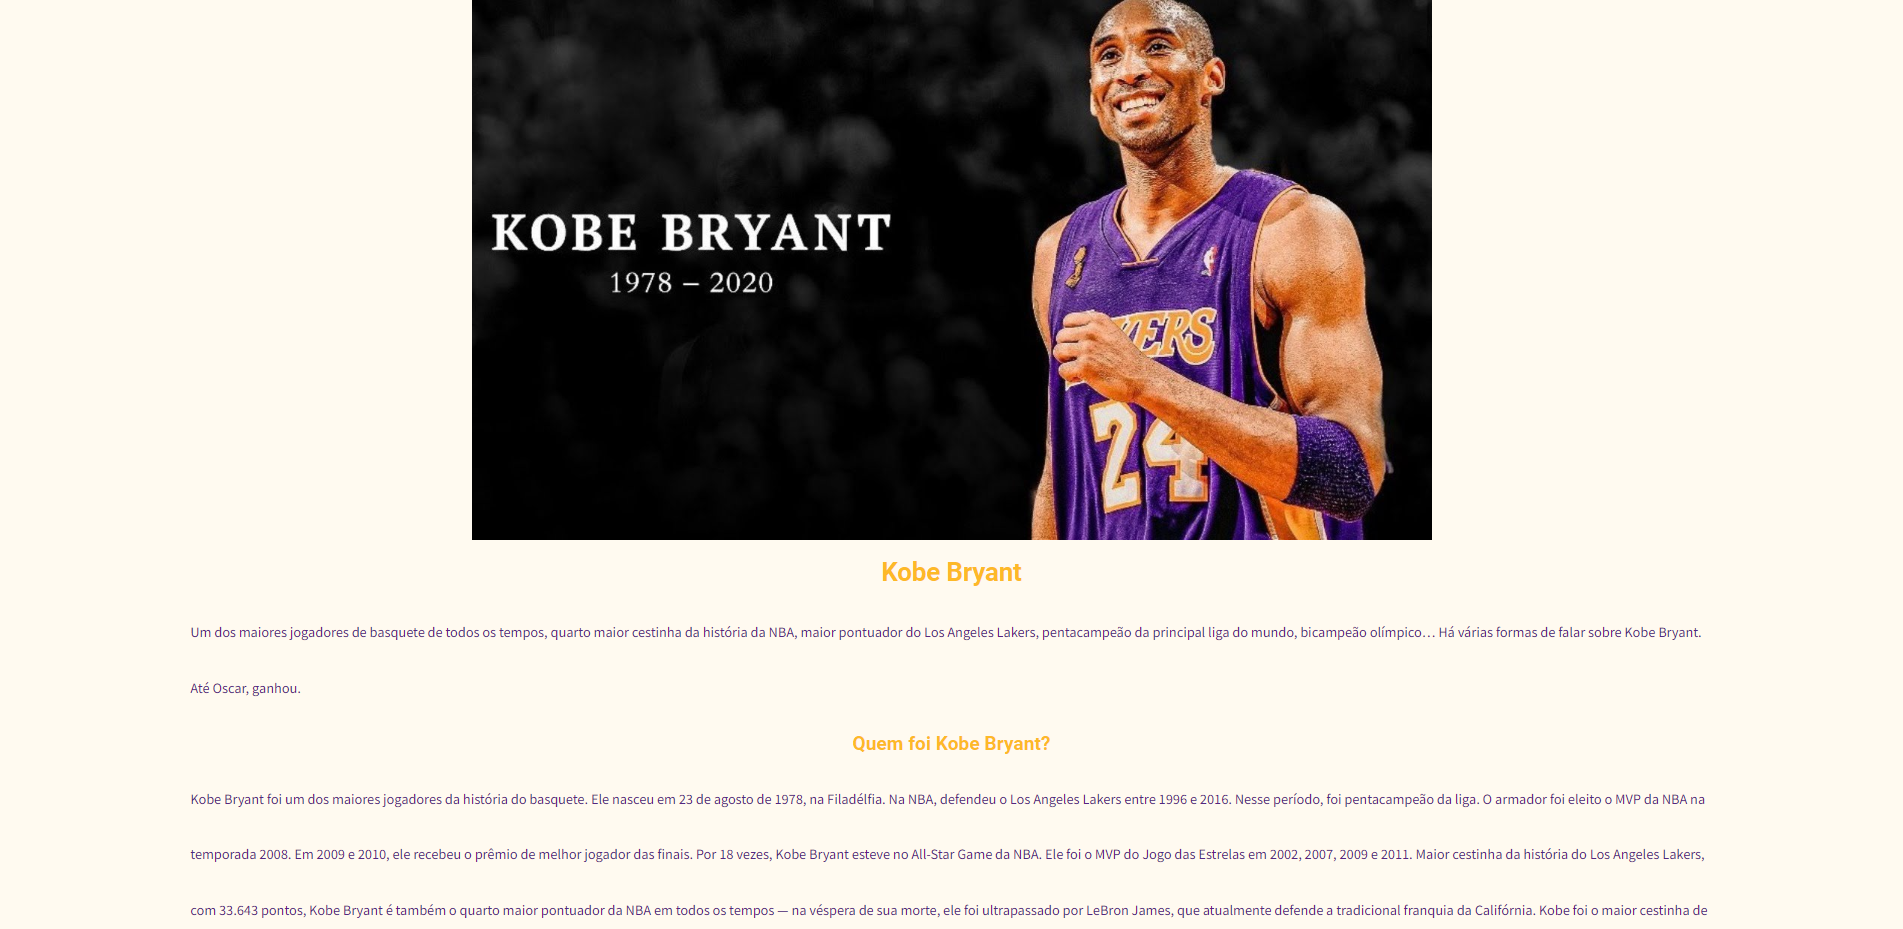 KOBE BRYANT
1978 – 2020
KERS
24
Kobe Bryant
Um dos maiores jogadores de basquete de todos os tempos, quarto maior cestinha da história da NBA, maior pontuador do Los Angeles Lakers, pentacampeão da principal liga do mundo, bicampeão olímpico… Há várias formas de falar sobre Kobe Bryant.
Até Oscar, ganhou.
Quem foi Kobe Bryant?
Kobe Bryant foi um dos maiores jogadores da história do basquete. Ele nasceu em 23 de agosto de 1978, na Filadélfia. Na NBA, defendeu o Los Angeles Lakers entre 1996 e 2016. Nesse período, foi pentacampeão da liga. O armador foi eleito o MVP da NBA na
temporada 2008. Em 2009 e 2010, ele recebeu o prêmio de melhor jogador das finais. Por 18 vezes, Kobe Bryant esteve no All-Star Game da NBA. Ele foi o MVP do Jogo das Estrelas em 2002, 2007, 2009 e 2011. Maior cestinha da história do Los Angeles Lakers,
com 33.643 pontos, Kobe Bryant é também o quarto maior pontuador da NBA em todos os tempos — na véspera de sua morte, ele foi ultrapassado por LeBron James, que atualmente defende a tradicional franquia da Califórnia. Kobe foi o maior cestinha de